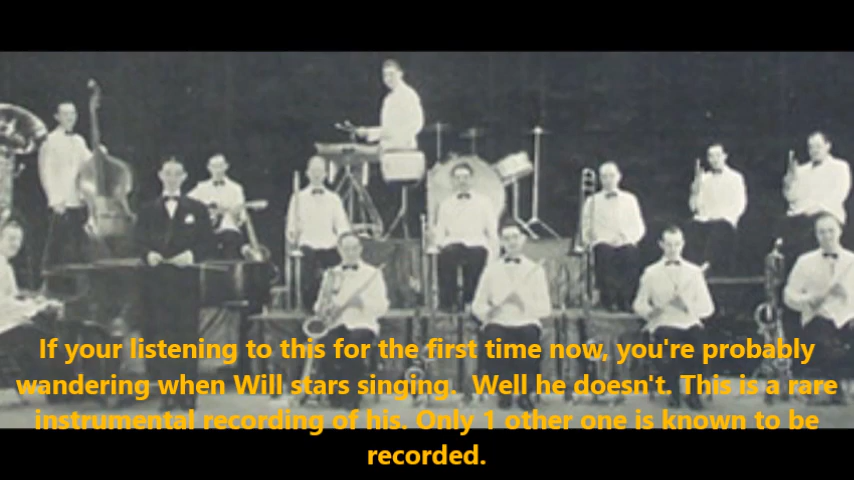 If your listening to this for the first time now, you're probably
wandering when Will stars singing.  Well he doesn't. This is a rare
instrumental recording of his. Only 1 other one is known to be
recorded.